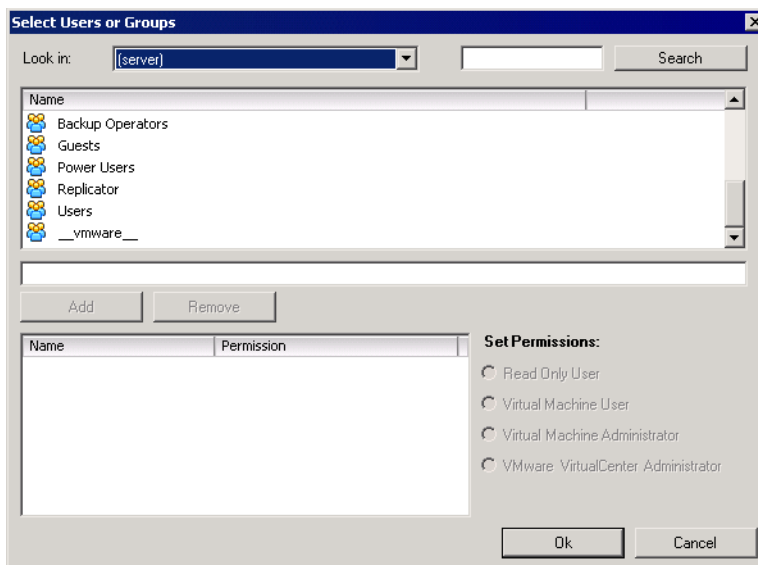 Select Users or Groups
Look in: (server) Search
Name
Backup Operators
Guests
Power Users
Replicator
Users
__vmware__
Add Remove
Name Permission
Set Permissions:
Read Only User
Virtual Machine User
Virtual Machine Administrator
VMware VirtualCenter Administrator
Ok Cancel